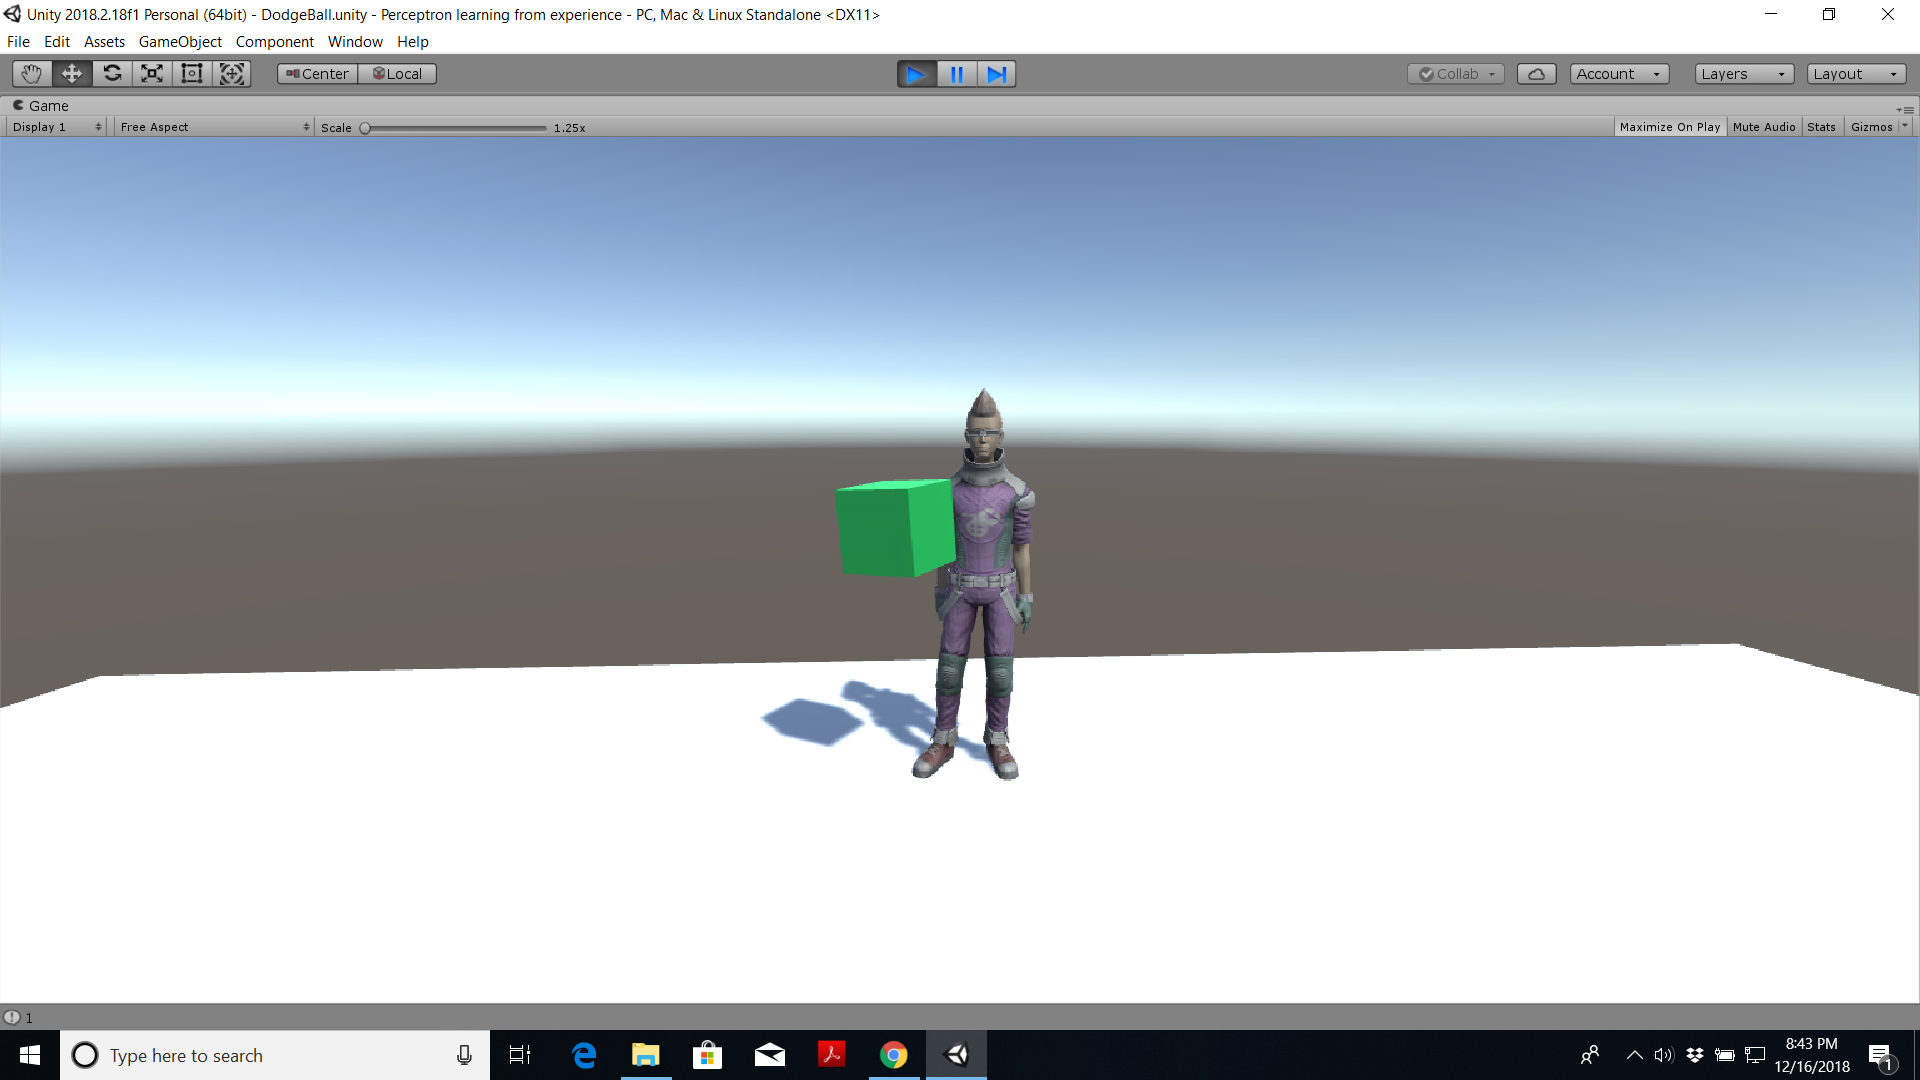 Unity 2018.2.18f1 Personal (64bit) - DodgeBall.unity - Perceptron learning from experience - PC, Mac & Linux Standalone <DX11>
File Edit Assets GameObject Component Window Help
Center Local Collab Account Layers Layout
Game
Display 1 Free Aspect Scale 1.25x Maximize On Play Mute Audio Stats Gizmos
1
Type here to search
8:43 PM
12/16/2018
1